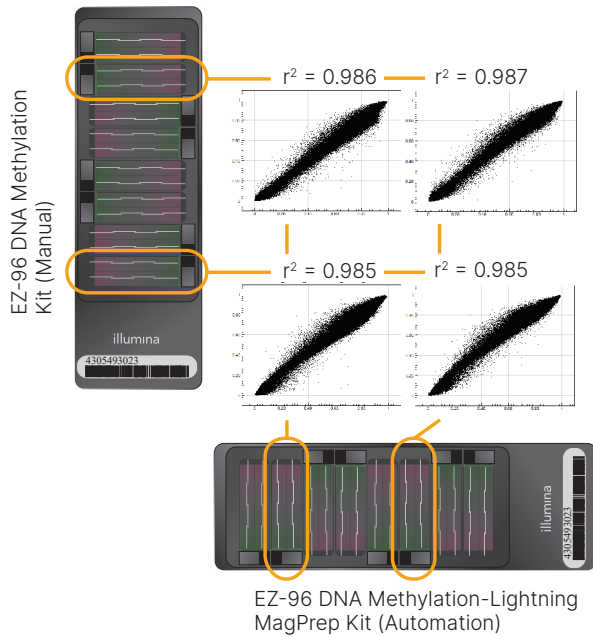 EZ-96 DNA Methylation
Kit (Manual)
r² = 0.986
r² = 0.987
r² = 0.985
r² = 0.985
illumina
4305493023
illumina
4305493023
EZ-96 DNA Methylation-Lightning
MagPrep Kit (Automation)